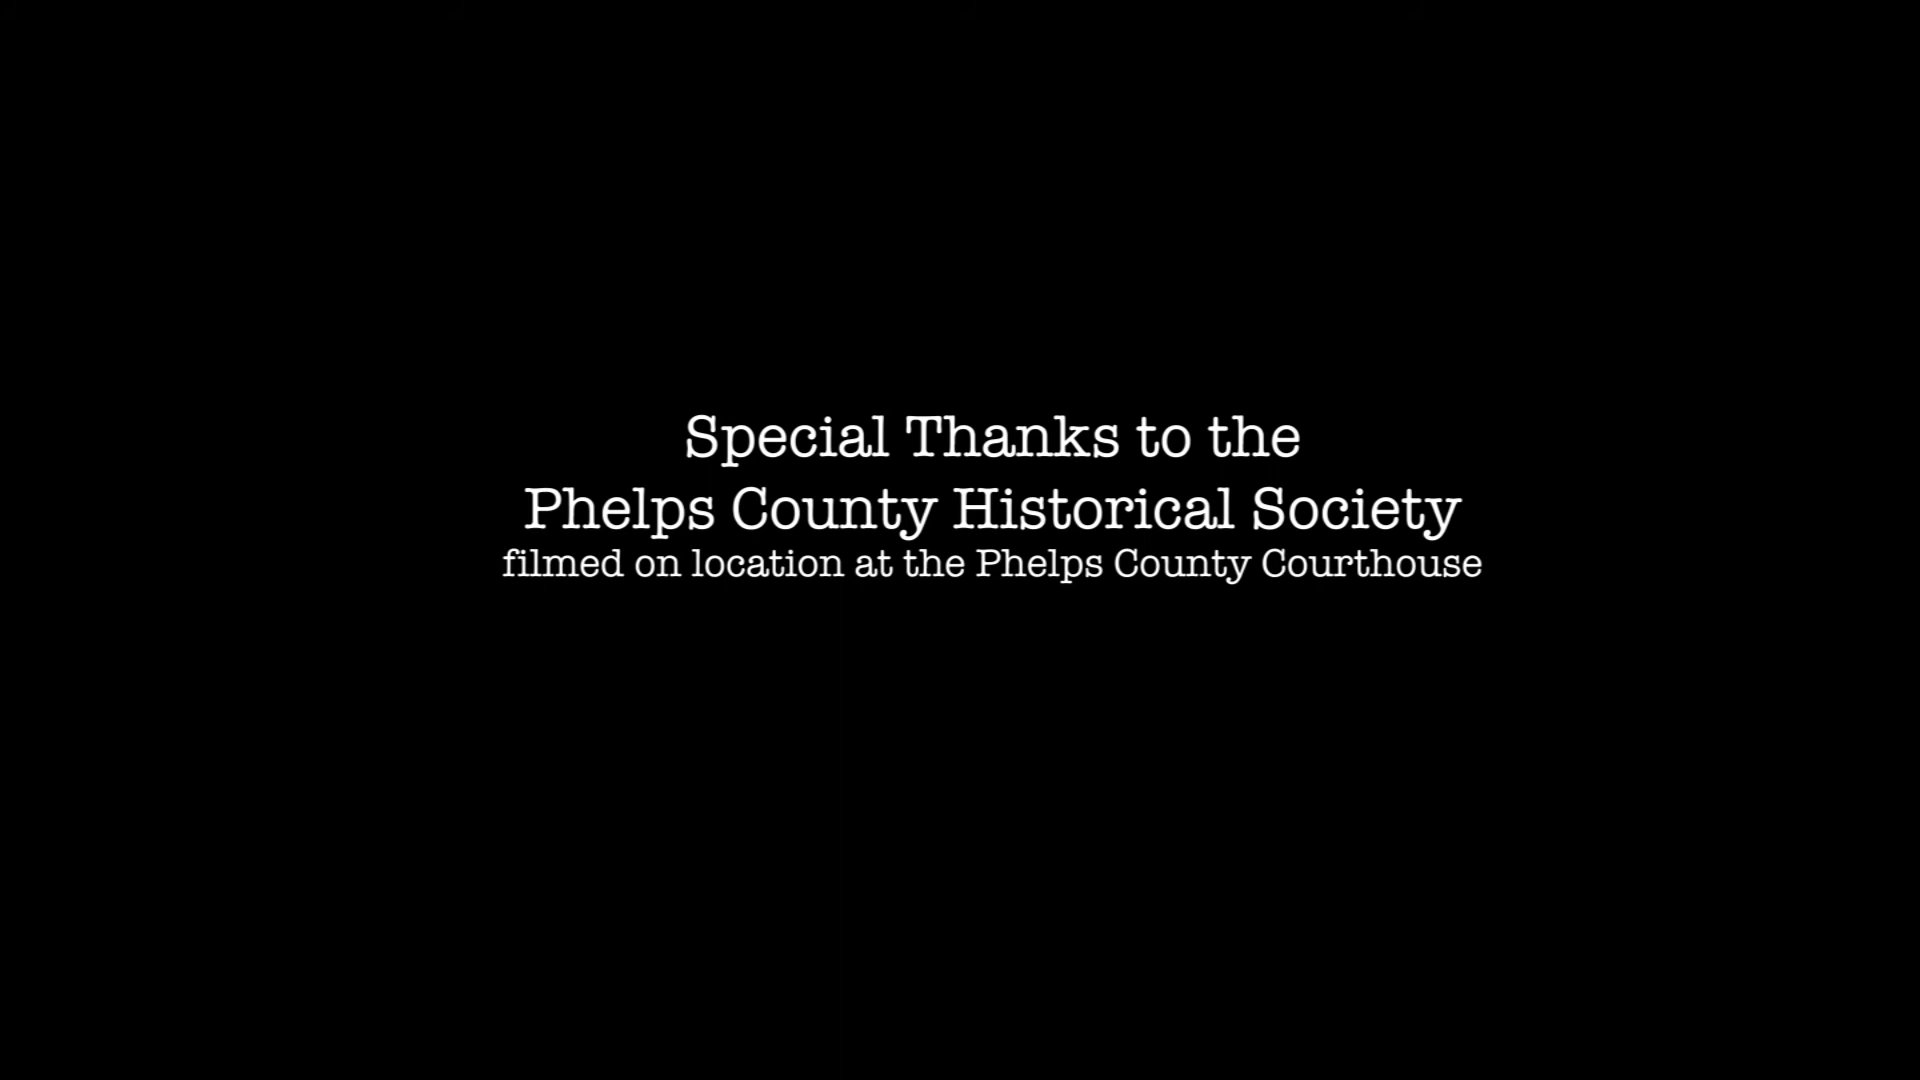 Special Thanks to the
Phelps County Historical Society
filmed on location at the Phelps County Courthouse